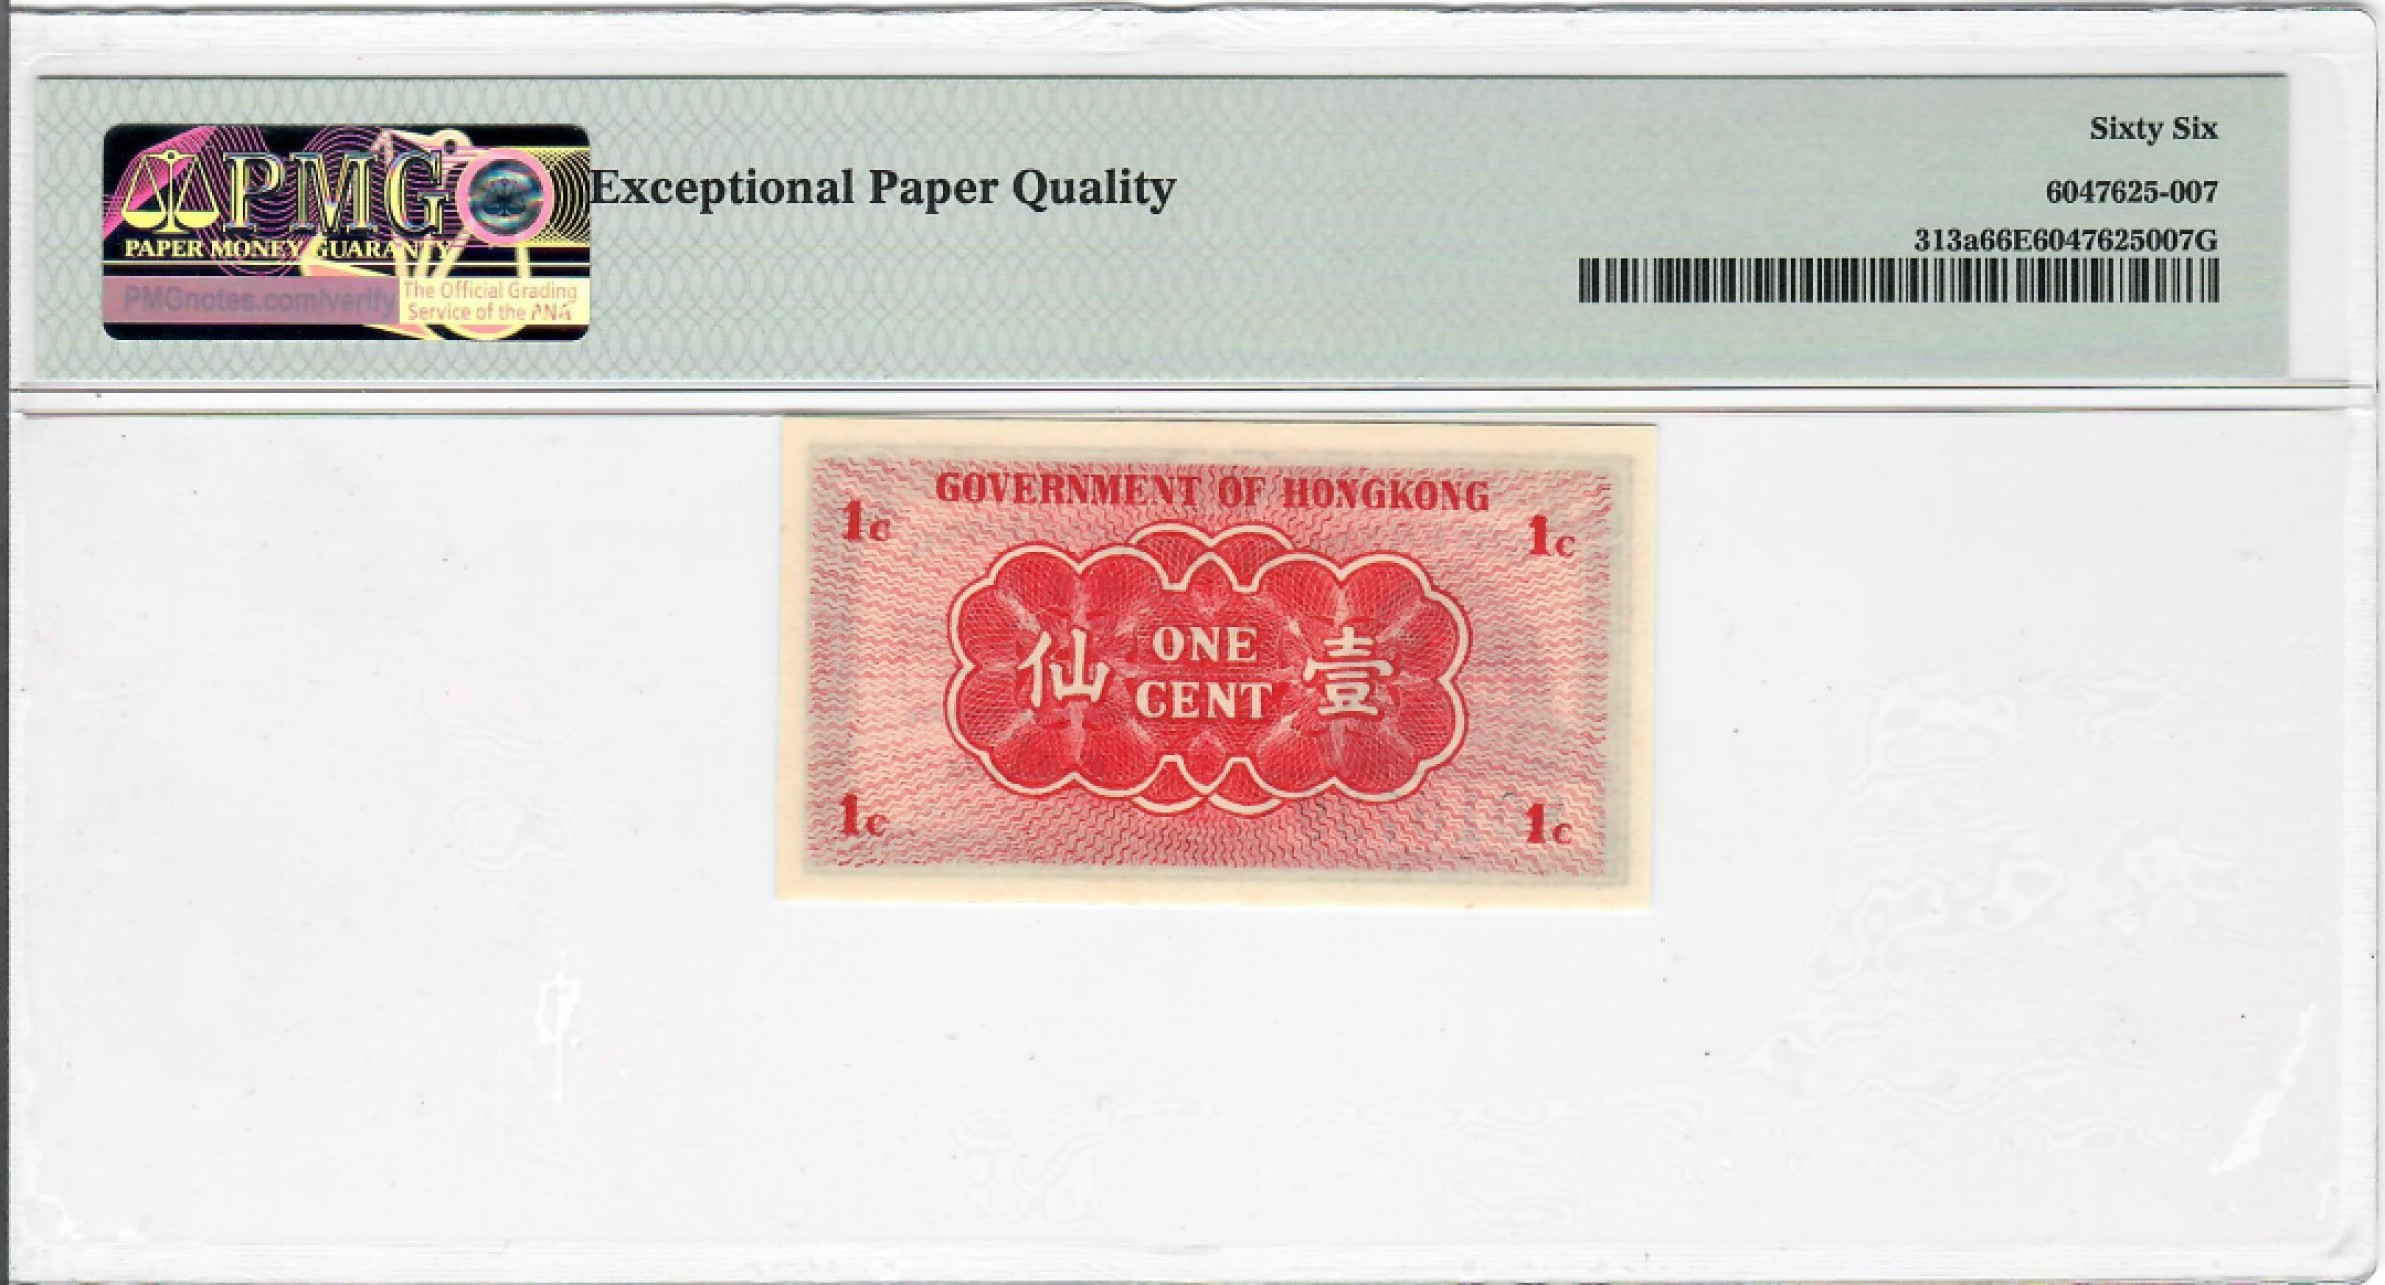 Sixty Six
PMG
Exceptional Paper Quality
6047625-007
PAPER MONEY GUARANTY
313a66E6047625007G
PMGnotes.com/verify
The Official Grading
Service of the ANA
GOVERNMENT OF HONGKONG
1c
1c
仙 ONE CENT 壹
1c
1c